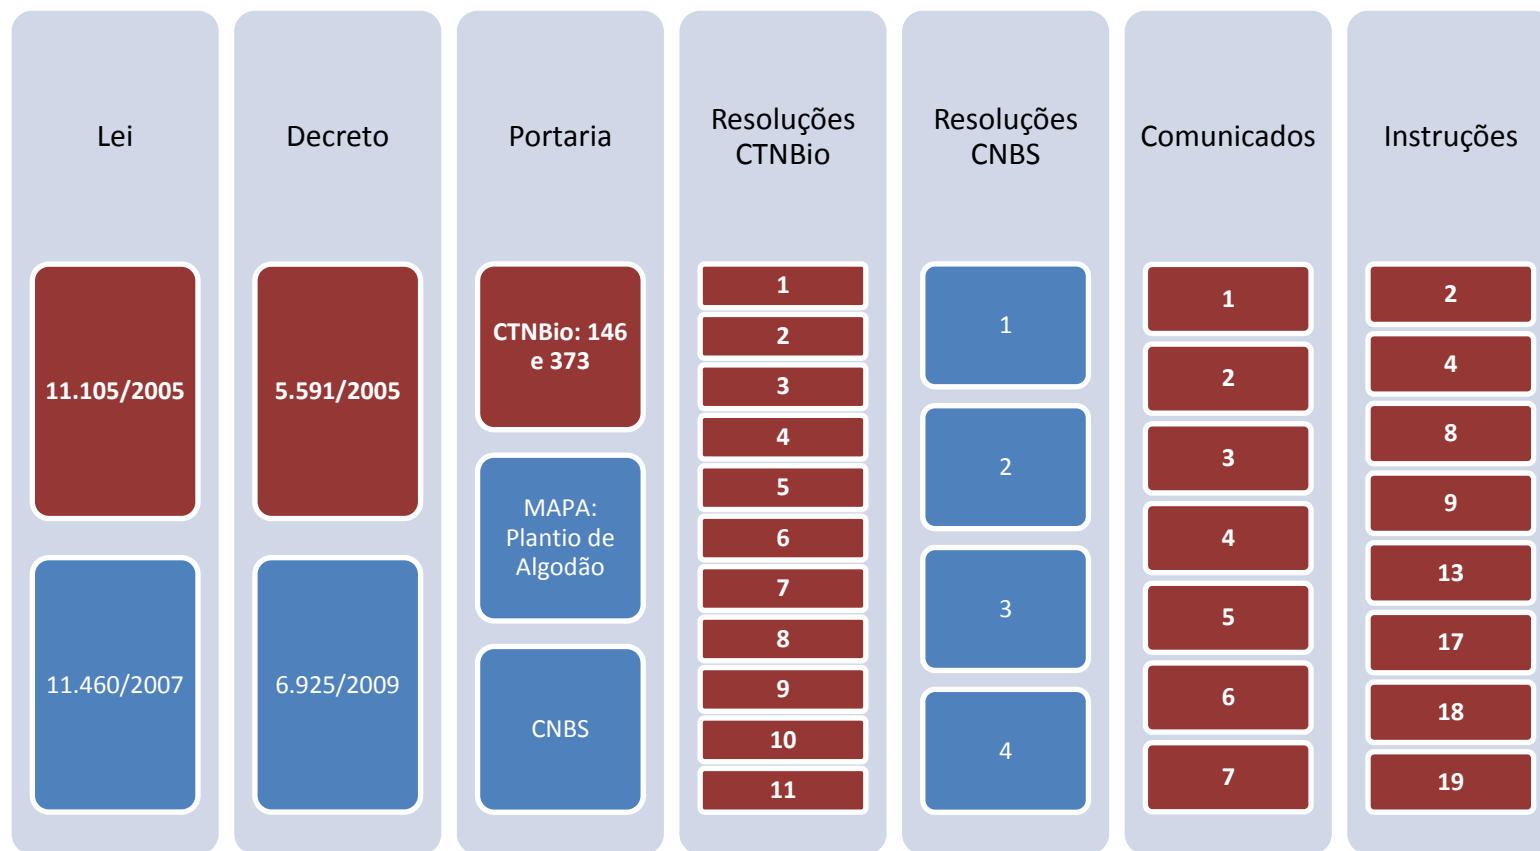 Lei
11.105/2005
11.460/2007
Decreto
5.591/2005
6.925/2009
Portaria
CTNBio: 146
e 373
MAPA:
Plantio de
Algodão
CNBS
Resoluções
CTNBio
1
2
3
4
5
6
7
8
9
10
11
Resoluções
CNBS
1
2
3
4
Comunicados
1
2
3
4
5
6
7
Instruções
2
4
8
9
13
17
18
19